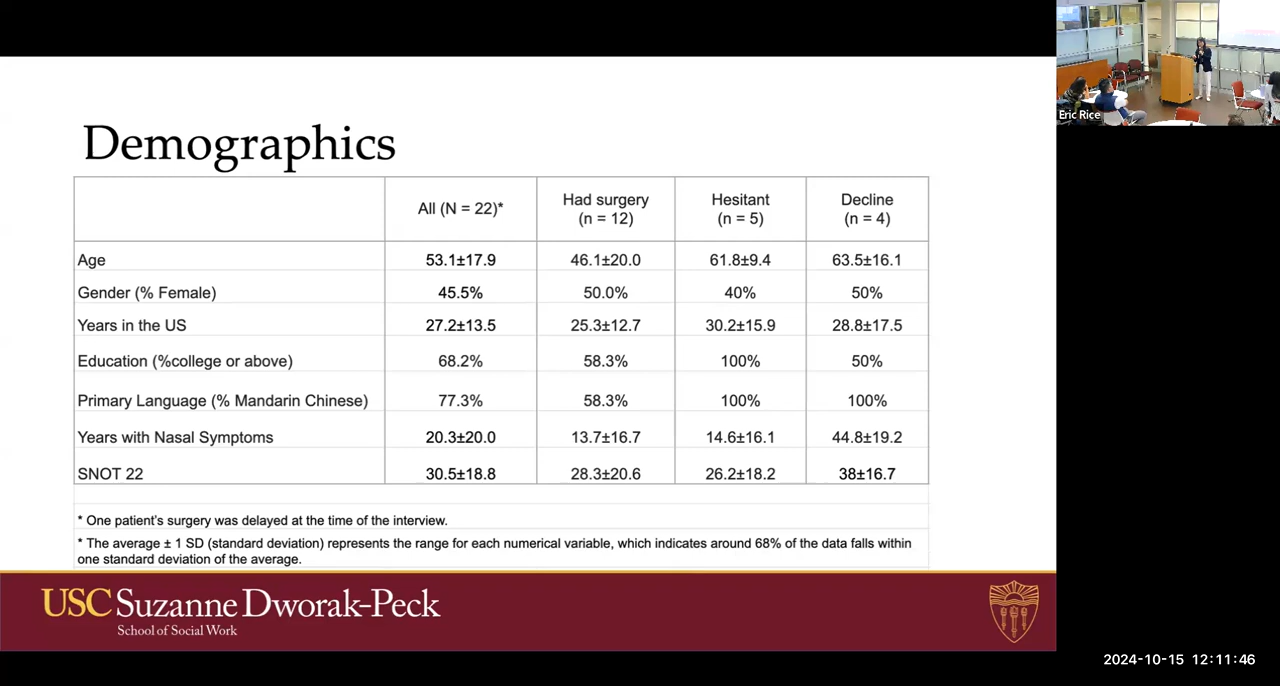 Eric Rice
Demographics
All (N = 22)* Had surgery (n = 12) Hesitant (n = 5) Decline (n = 4)
Age 53.1±17.9 46.1±20.0 61.8±9.4 63.5±16.1
Gender (% Female) 45.5% 50.0% 40% 50%
Years in the US 27.2±13.5 25.3±12.7 30.2±15.9 28.8±17.5
Education (%college or above) 68.2% 58.3% 100% 50%
Primary Language (% Mandarin Chinese) 77.3% 58.3% 100% 100%
Years with Nasal Symptoms 20.3±20.0 13.7±16.7 14.6±16.1 44.8±19.2
SNOT 22 30.5±18.8 28.3±20.6 26.2±18.2 38±16.7
* One patient's surgery was delayed at the time of the interview.
* The average ± 1 SD (standard deviation) represents the range for each numerical variable, which indicates around 68% of the data falls within
one standard deviation of the average.
USC Suzanne Dworak-Peck
School of Social Work
2024-10-15 12:11:46